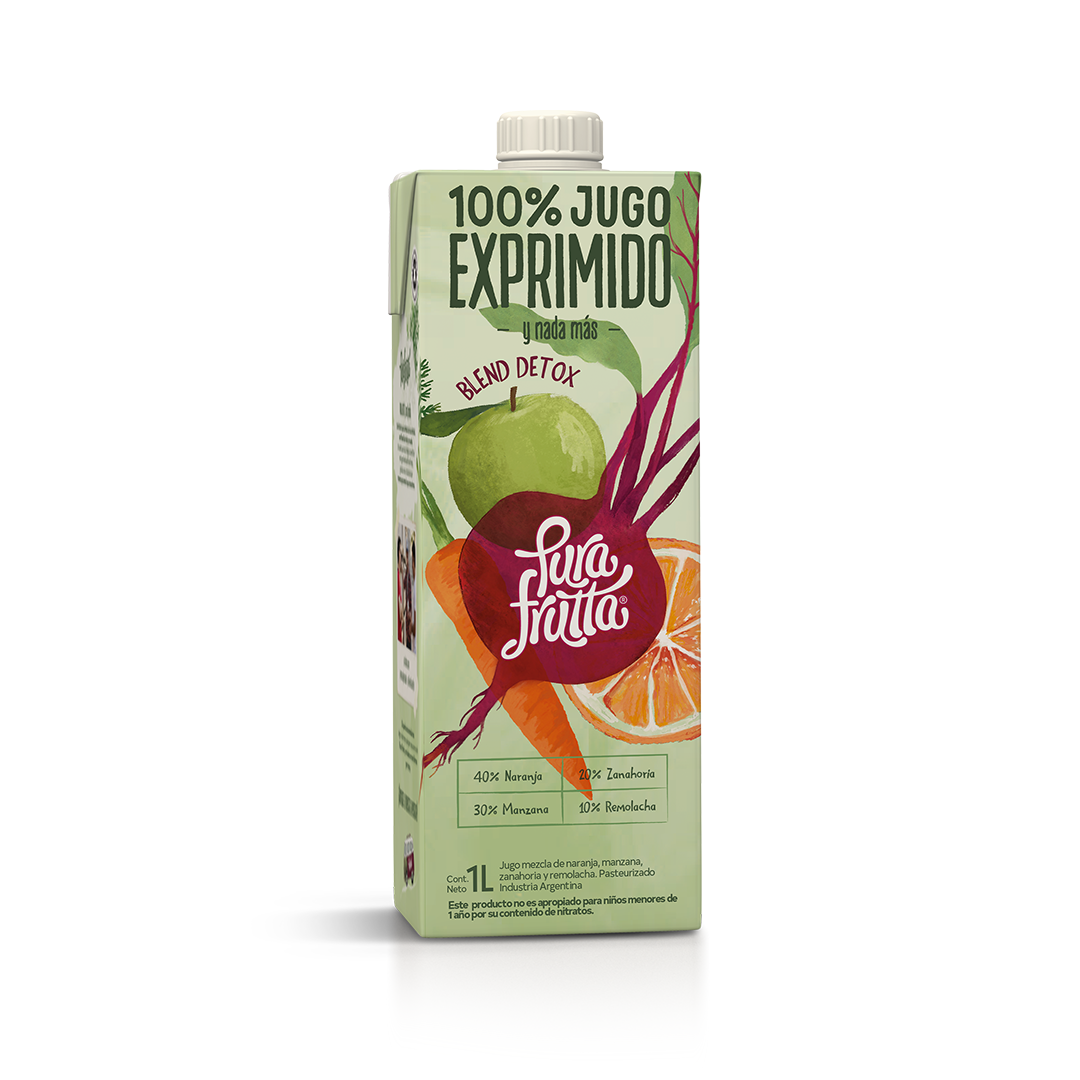 100% JUGO
EXPRIMIDO
- y nada más -
BLEND DETOX
Pura
frutta®
40% Naranja
20% Zanahoria
30% Manzana
10% Remolacha
Cont.
Neto
1L
Jugo mezcla de naranja, manzana,
zanahoria y remolacha. Pasteurizado
Industria Argentina
Este producto no es apropiado para niños menores de
1 año por su contenido de nitratos.